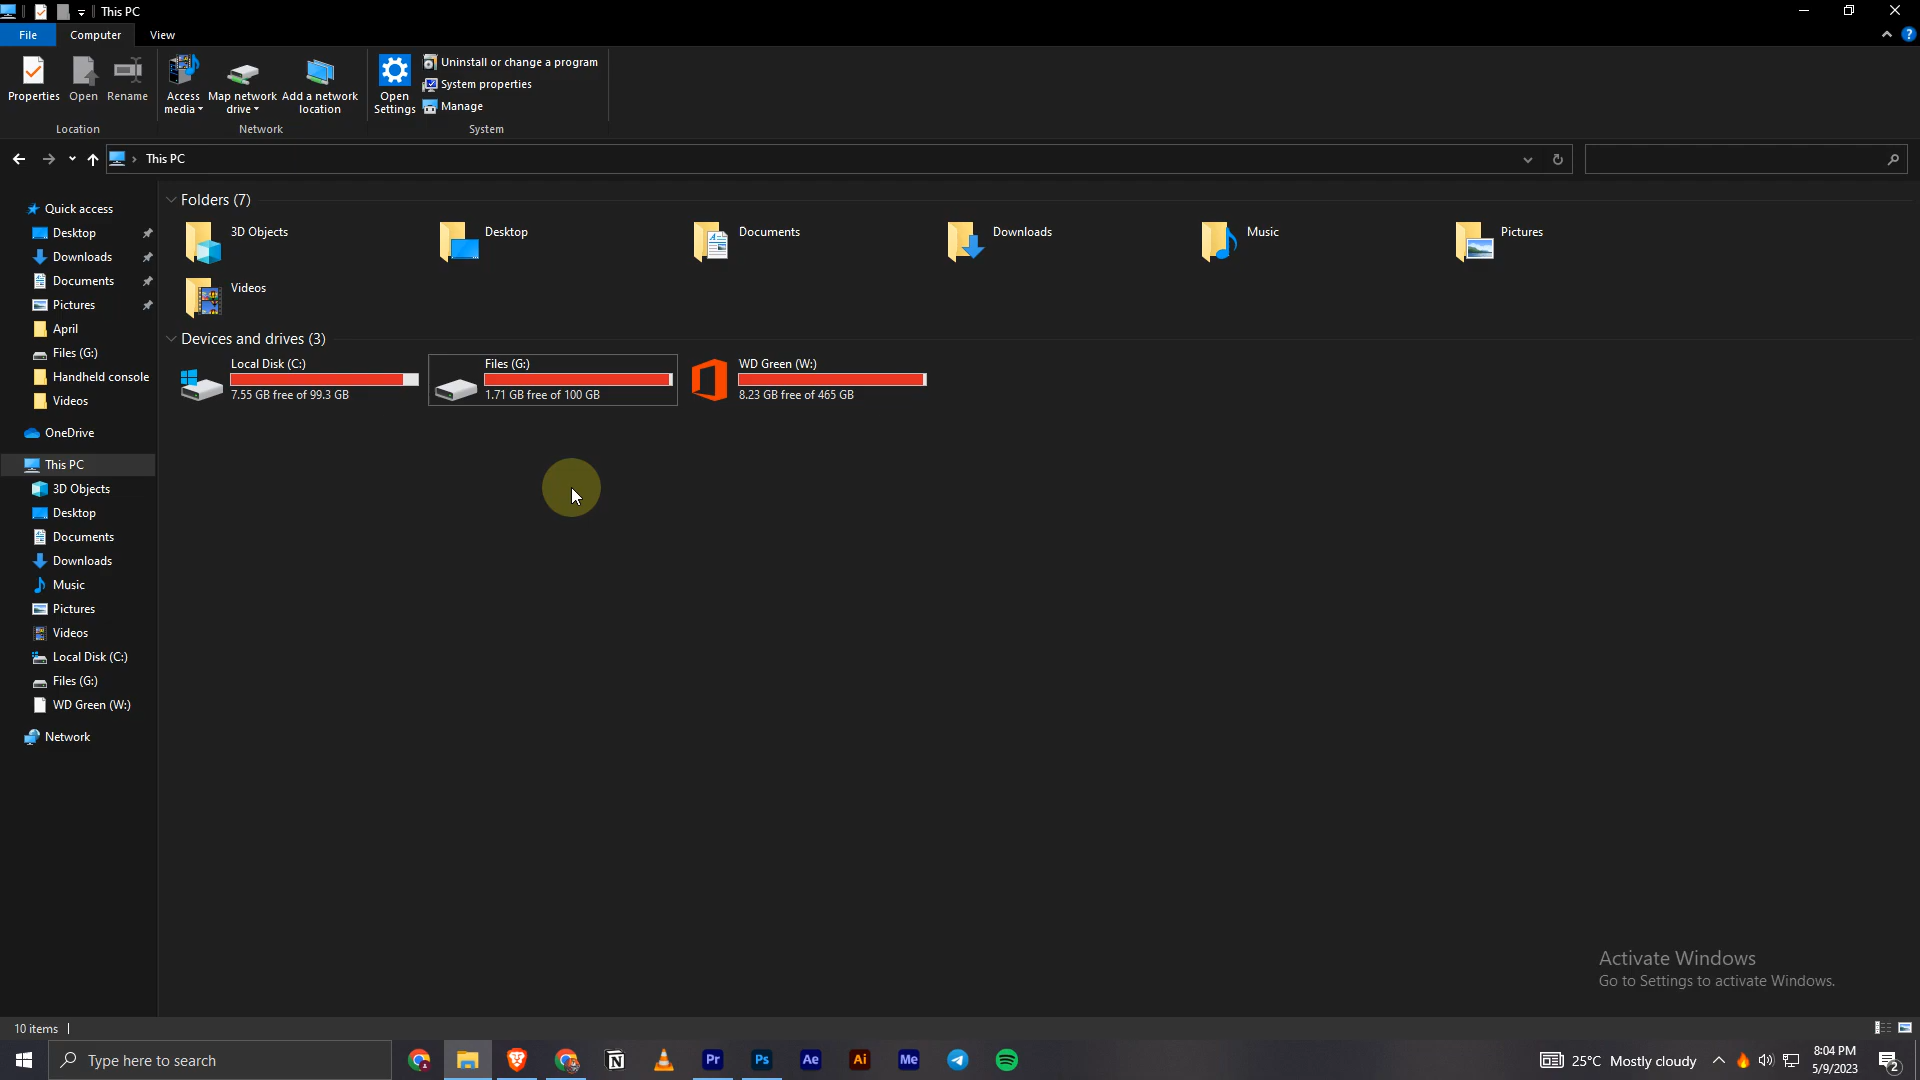 This PC
File
Computer
View
Properties
Open
Rename
Access media
Map network drive
Add a network location
Open Settings
Uninstall or change a program
System properties
Manage
Location
Network
System
This PC
Folders (7)
3D Objects
Desktop
Documents
Downloads
Music
Pictures
Videos
Devices and drives (3)
Local Disk (C:)
7.55 GB free of 99.3 GB
Files (G:)
1.71 GB free of 100 GB
WD Green (W:)
8.23 GB free of 465 GB
Quick access
Desktop
Downloads
Documents
Pictures
April
Files (G:)
Handheld console
Videos
OneDrive
This PC
3D Objects
Desktop
Documents
Downloads
Music
Pictures
Videos
Local Disk (C:)
Files (G:)
WD Green (W:)
Network
Activate Windows
Go to Settings to activate Windows.
10 items
Type here to search
Pr
Ps
Ae
Ai
Me
25°C Mostly cloudy
8:04 PM
5/9/2023
2